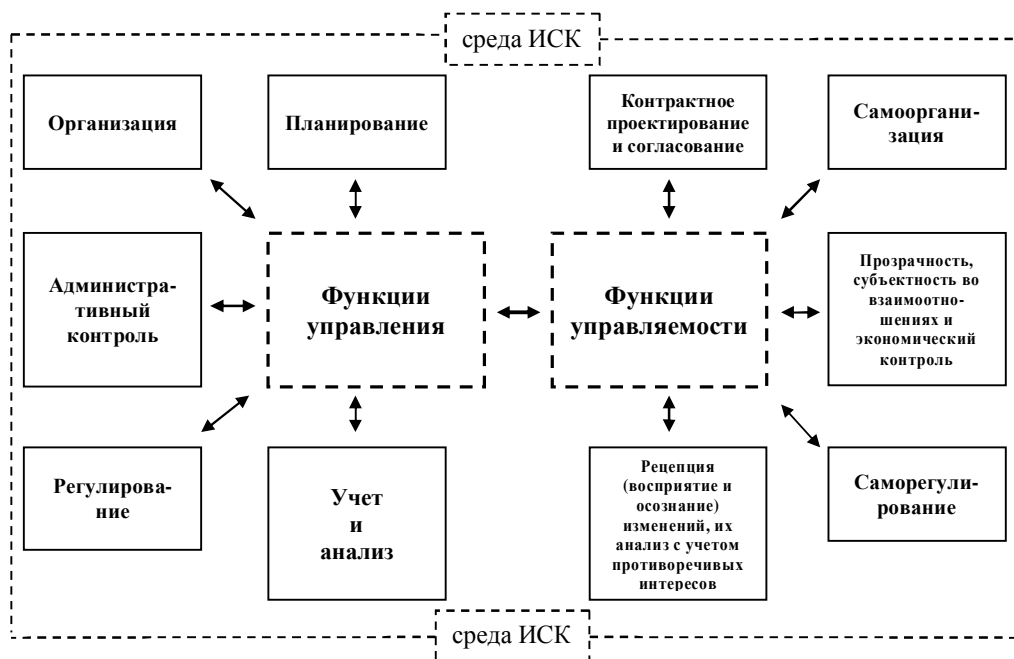 среда ИСК
Организация
Планирование
Контрактное
проектирование
и согласование
Самооргани-
зация
Административ-
тивный
контроль
Функции
управления
Функции
управляемости
Прозрачность,
субъектность во
взаимоотно-
шениях и
экономический
контроль
Регулирова-
ние
Учет
и
анализ
Рецепция
(восприятие и
осознание)
изменений, их
анализ с учетом
противоречивых
интересов
Саморегули-
рование
среда ИСК